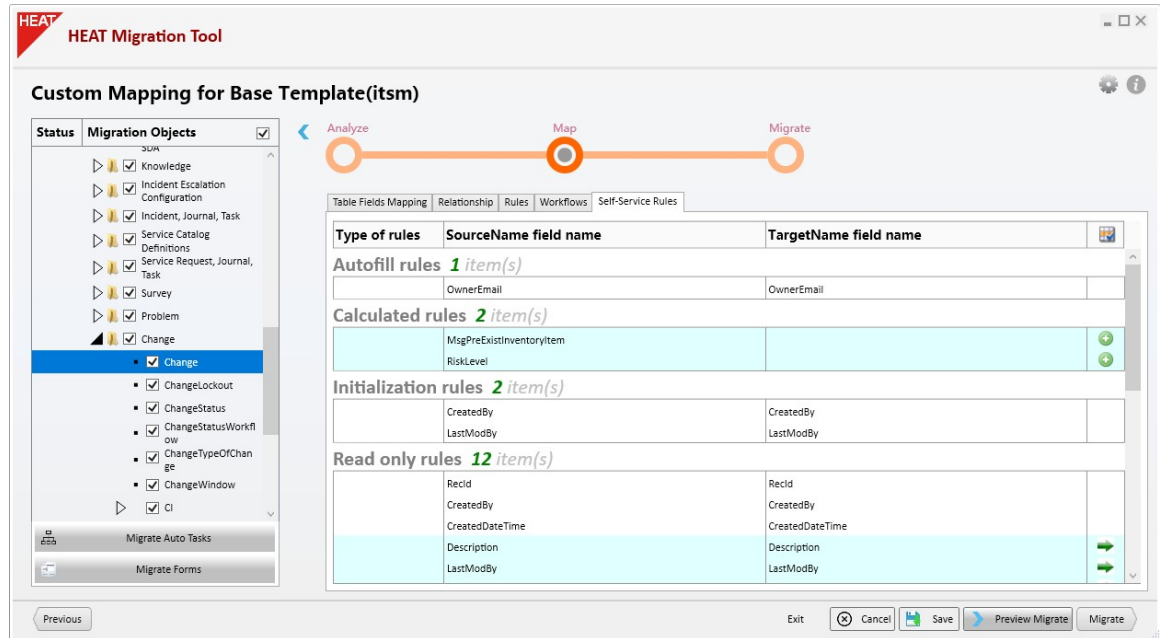 HEAT
HEAT Migration Tool
Custom Mapping for Base Template(itsm)
Status Migration Objects
SDA
Knowledge
Incident Escalation
Configuration
Incident, Journal, Task
Service Catalog
Definitions
Service Request, Journal,
Task
Survey
Problem
Change
Change
ChangeLockout
ChangeStatus
ChangeStatusWorkfl
ow
ChangeTypeOfChan
ge
ChangeWindow
CI
Migrate Auto Tasks
Migrate Forms
Analyze Map Migrate
Table Fields Mapping Relationship Rules Workflows Self-Service Rules
Type of rules SourceName field name TargetName field name
Autofill rules 1 item(s)
OwnerEmail OwnerEmail
Calculated rules 2 item(s)
MsgPreExistInventoryItem
RiskLevel
Initialization rules 2 item(s)
CreatedBy CreatedBy
LastModBy LastModBy
Read only rules 12 item(s)
RecId RecId
CreatedBy CreatedBy
CreatedDateTime CreatedDateTime
Description Description
LastModBy LastModBy
Previous Exit Cancel Save Preview Migrate Migrate